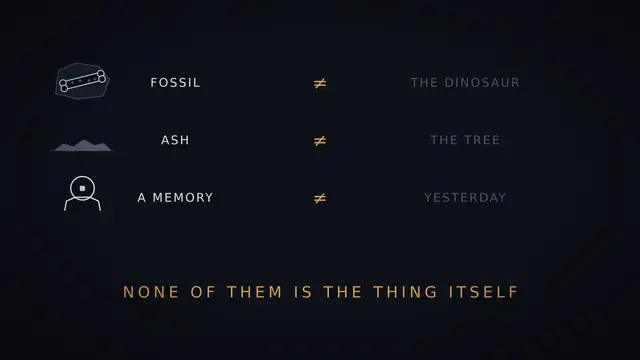 FOSSIL ≠ THE DINOSAUR
ASH ≠ THE TREE
A MEMORY ≠ YESTERDAY
NONE OF THEM IS THE THING ITSELF